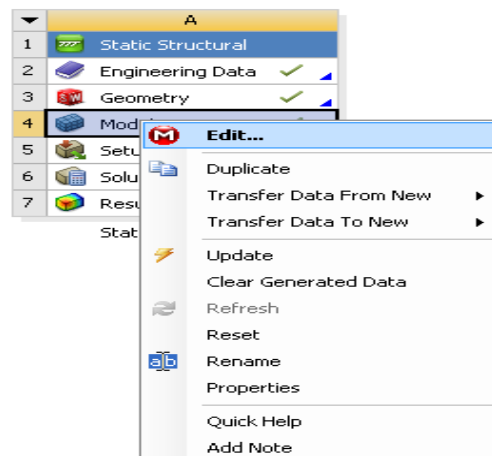 A
1 Static Structural
2 Engineering Data
3 Geometry
4 Mod
Edit...
5 Setu
Duplicate
6 Solu
Transfer Data From New
7 Resu
Transfer Data To New
Stat
Update
Clear Generated Data
Refresh
Reset
ab Rename
Properties
Quick Help
Add Note